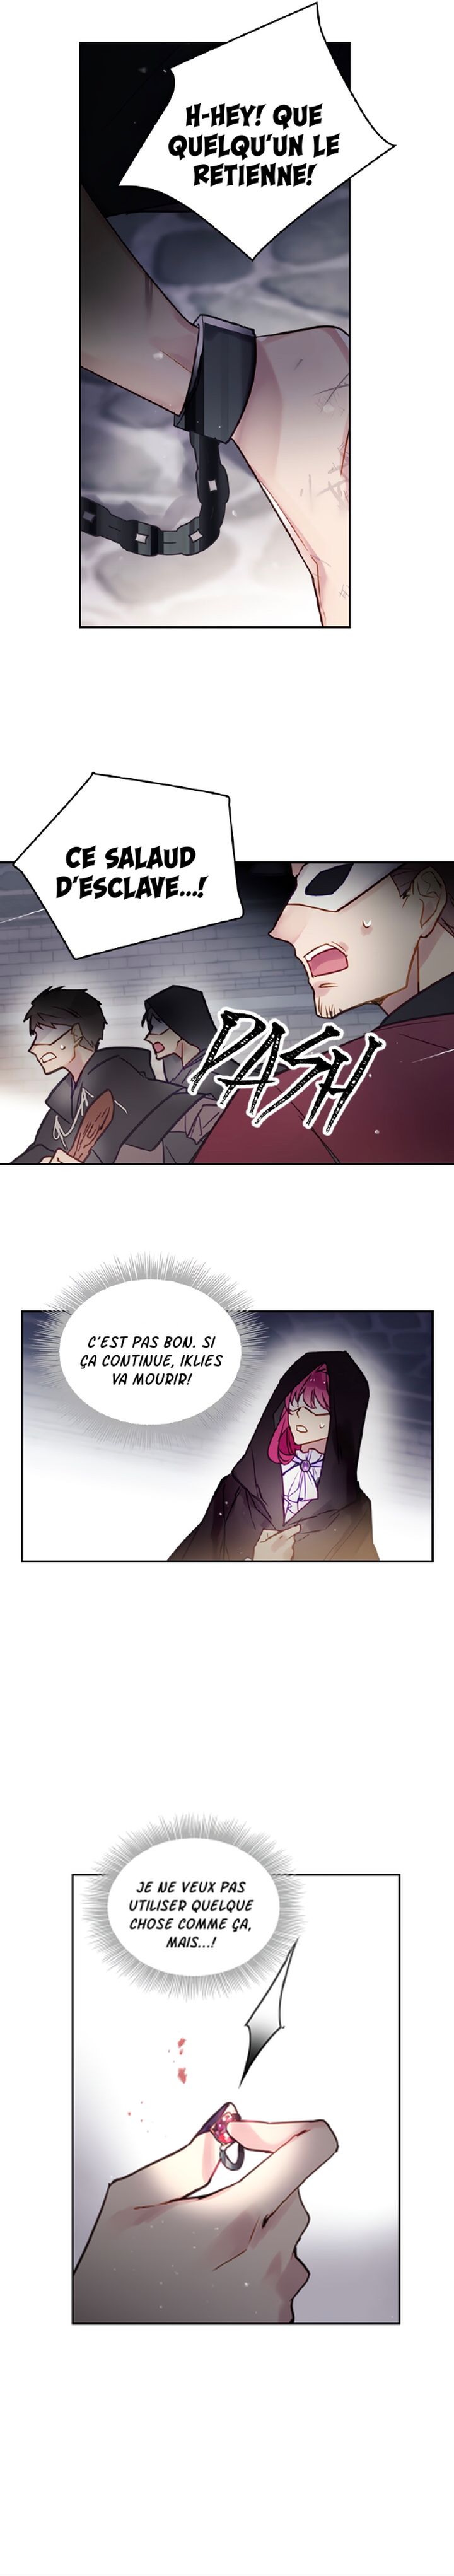 H-HEY! QUE
QUELQU'UN LE
RETIENNE!
CE SALAUD
D'ESCLAVE...!
DASH
C'EST PAS BON. SI
ÇA CONTINUE, IKLIES
VA MOURIR!
JE NE VEUX PAS
UTILISER QUELQUE
CHOSE COMME ÇA,
MAIS...!